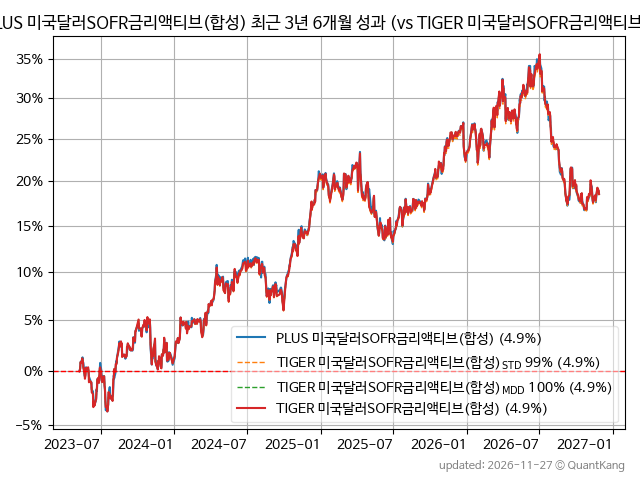 LUS 미국달러SOFR금리액티브(합성) 최근 3년 6개월 성과 (vs TIGER 미국달러SOFR금리액티브
35%
30%
25%
20%
15%
10%
5%
0%
−5%
PLUS 미국달러SOFR금리액티브(합성) (4.9%)
TIGER 미국달러SOFR금리액티브(합성) STD 99% (4.9%)
TIGER 미국달러SOFR금리액티브(합성) MDD 100% (4.9%)
TIGER 미국달러SOFR금리액티브(합성) (4.9%)
2023-07 2024-01 2024-07 2025-01 2025-07 2026-01 2026-07 2027-01
updated: 2026-11-27 © QuantKang